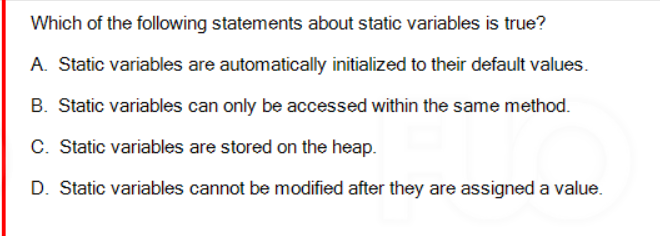 Which of the following statements about static variables is true?
A. Static variables are automatically initialized to their default values.
B. Static variables can only be accessed within the same method.
C. Static variables are stored on the heap.
D. Static variables cannot be modified after they are assigned a value.